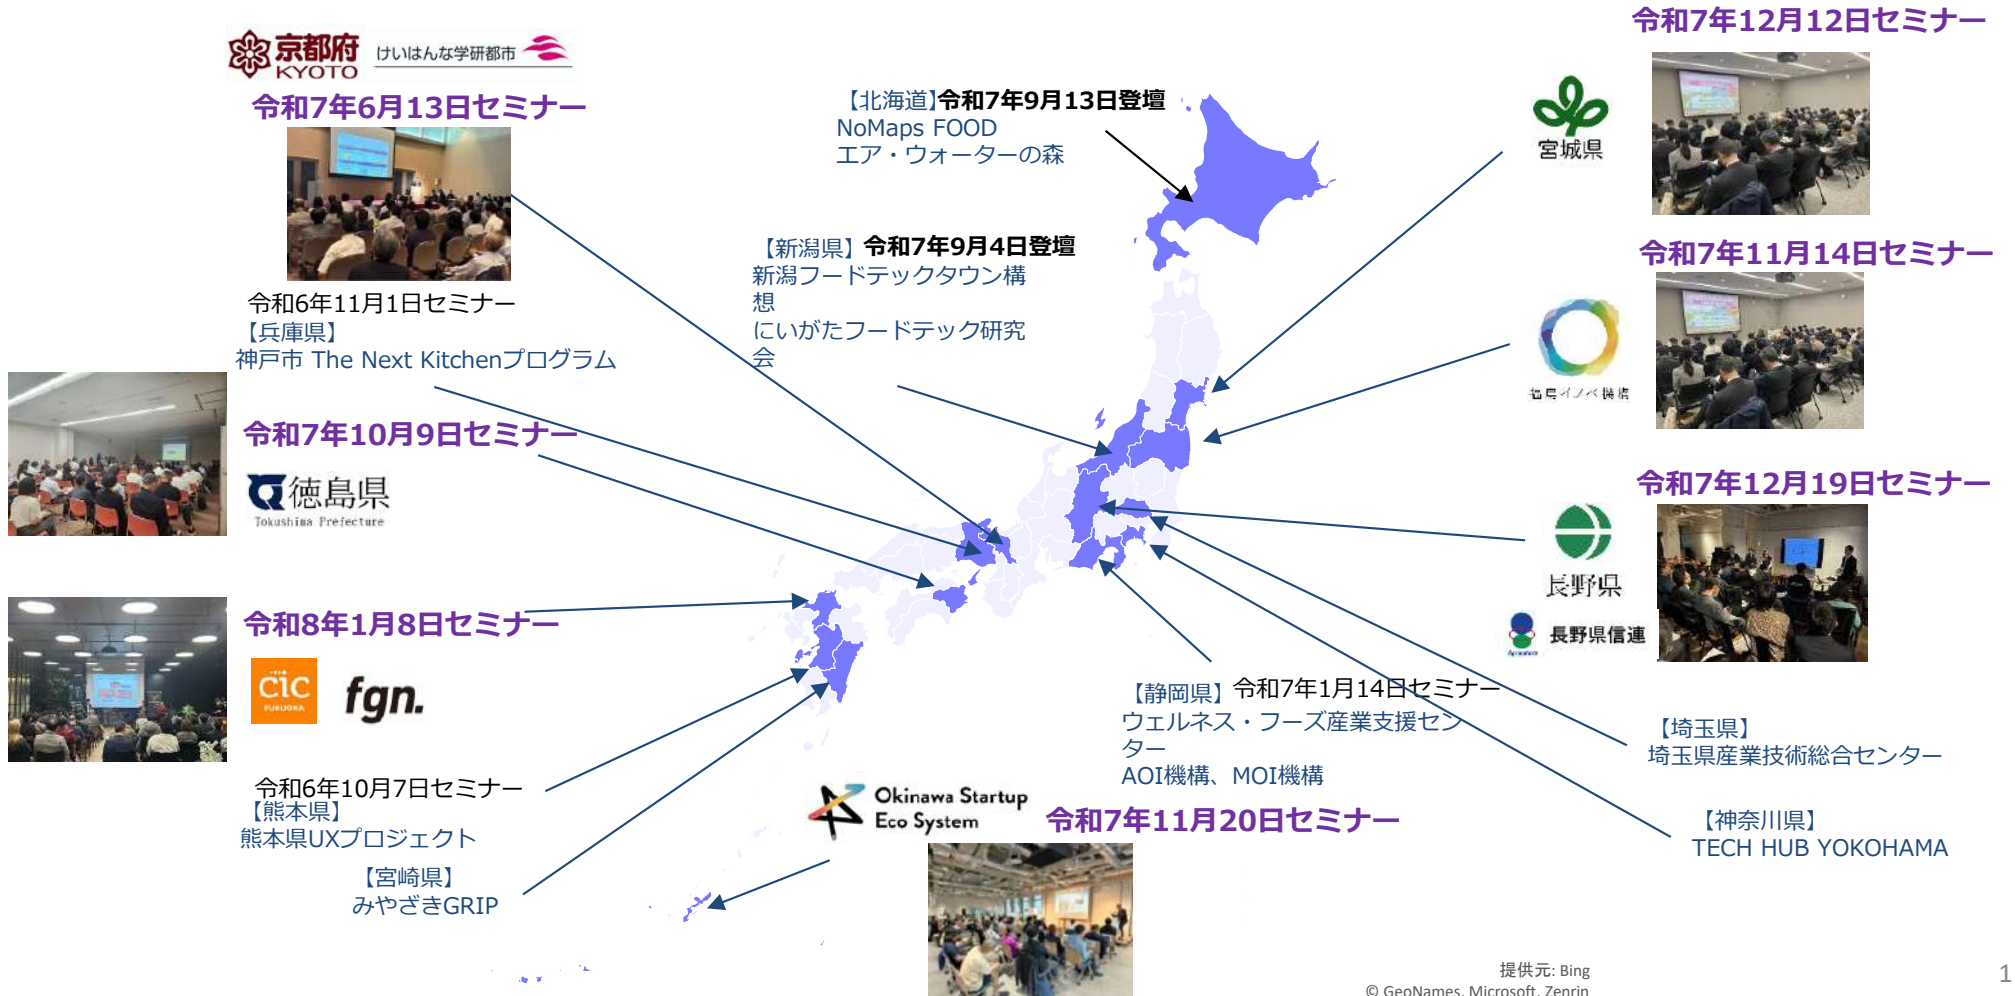 京都府
KYOTO
けいはんな学研都市
令和7年6月13日セミナー
令和6年11月1日セミナー
【兵庫県】
神戸市 The Next Kitchenプログラム
令和7年10月9日セミナー
徳島県
Tokushima Prefecture
令和8年1月8日セミナー
CIC
FUKUOKA
fgn.
令和6年10月7日セミナー
【熊本県】
熊本県UXプロジェクト
【宮崎県】
みやざきGRIP
【北海道】令和7年9月13日登壇
NoMaps FOOD
エア・ウォーターの森
【新潟県】令和7年9月4日登壇
新潟フードテックタウン構
想
にいがたフードテック研究
会
Okinawa Startup
Eco System
令和7年11月20日セミナー
【静岡県】令和7年1月14日セミナー
ウェルネス・フーズ産業支援セン
ター
AOI機構、MOI機構
令和7年12月12日セミナー
宮城県
令和7年11月14日セミナー
福島イノベ機構
令和7年12月19日セミナー
長野県
長野県信連
【埼玉県】
埼玉県産業技術総合センター
【神奈川県】
TECH HUB YOKOHAMA
提供元: Bing
© GeoNames, Microsoft, Zenrin
1